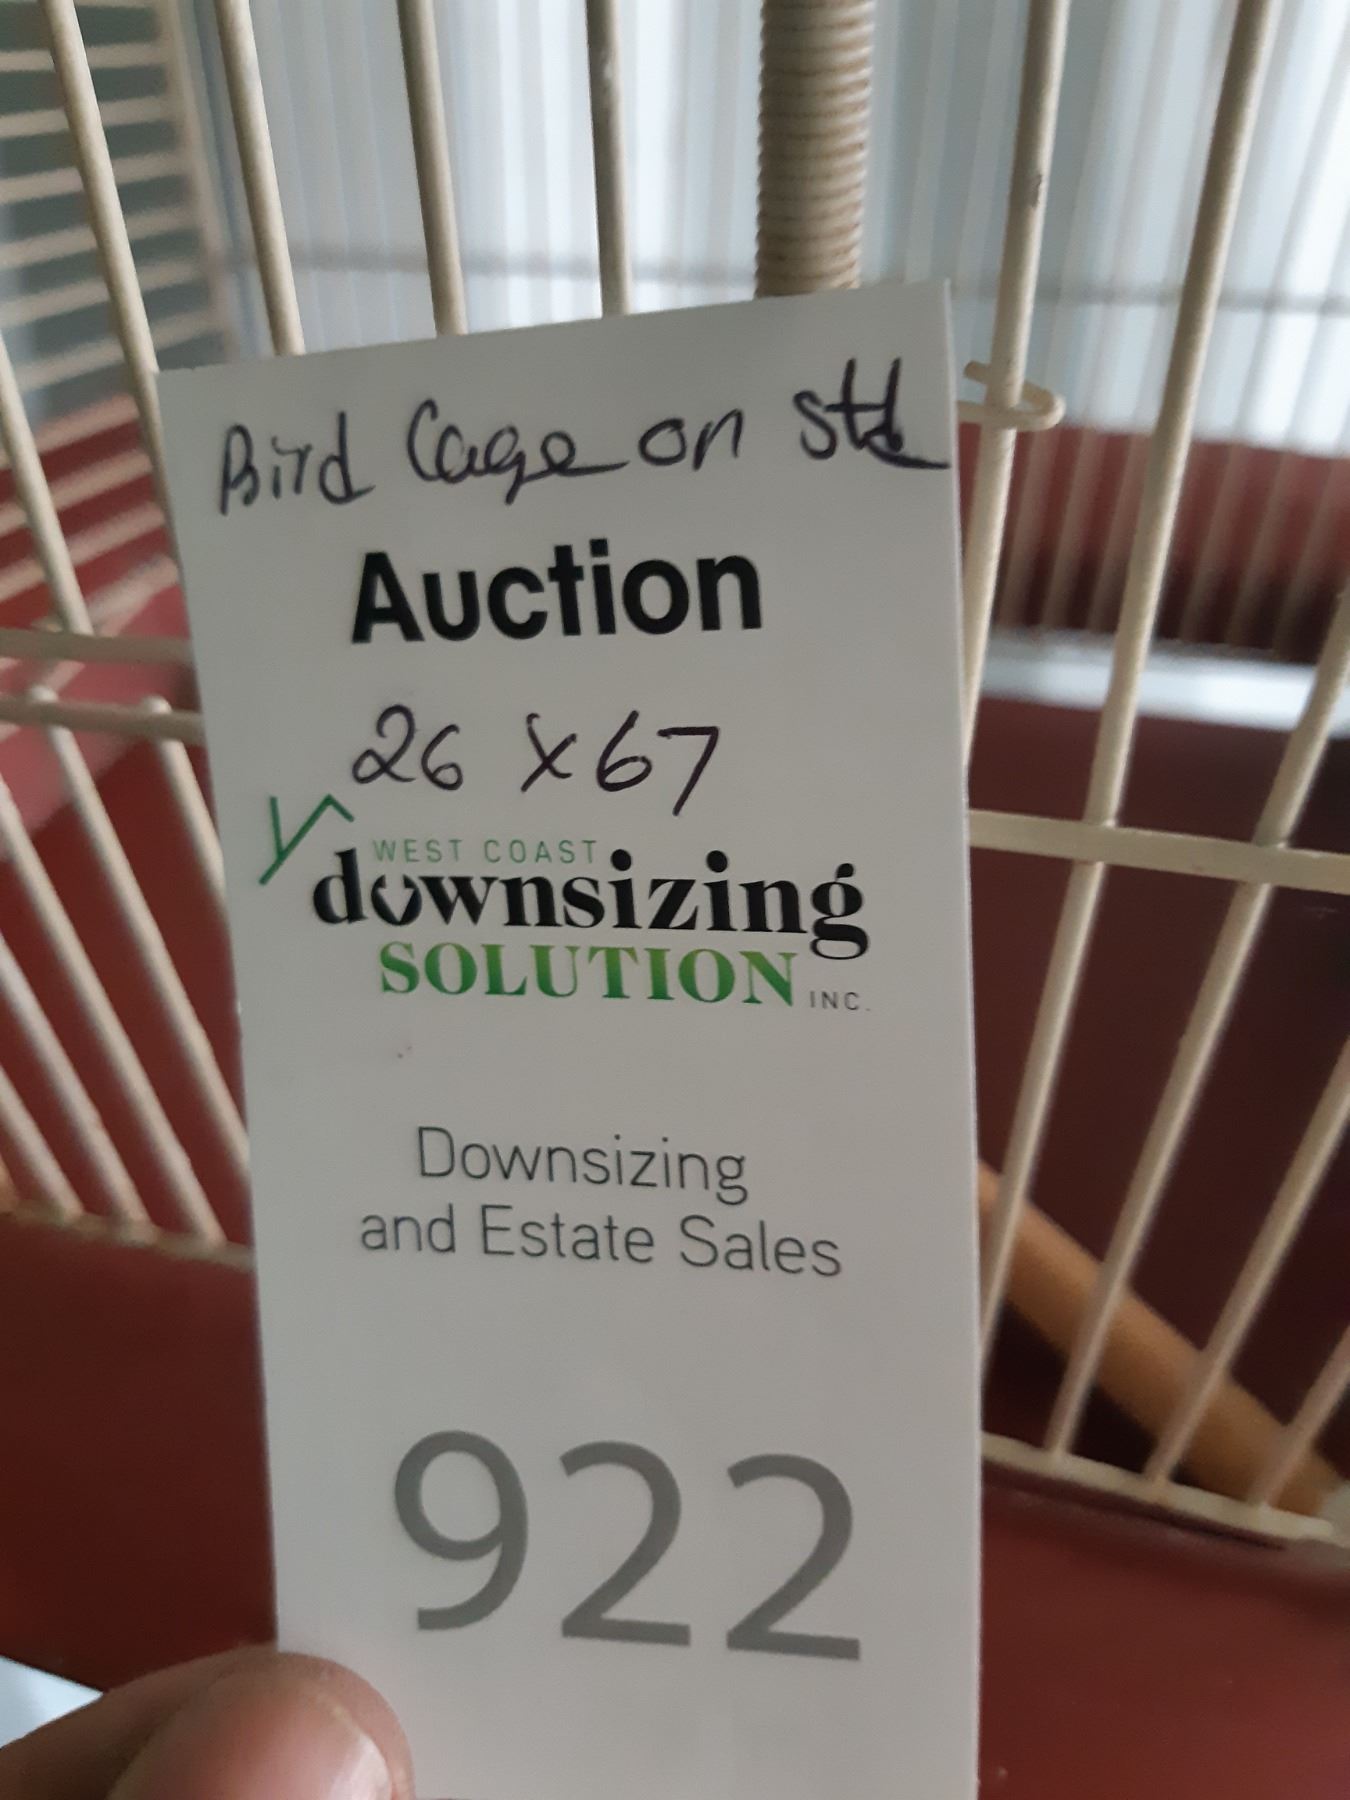 Bird Cage on Std
Auction
26 x 67
WEST COAST
downsizing
SOLUTION INC.
Downsizing
and Estate Sales
922